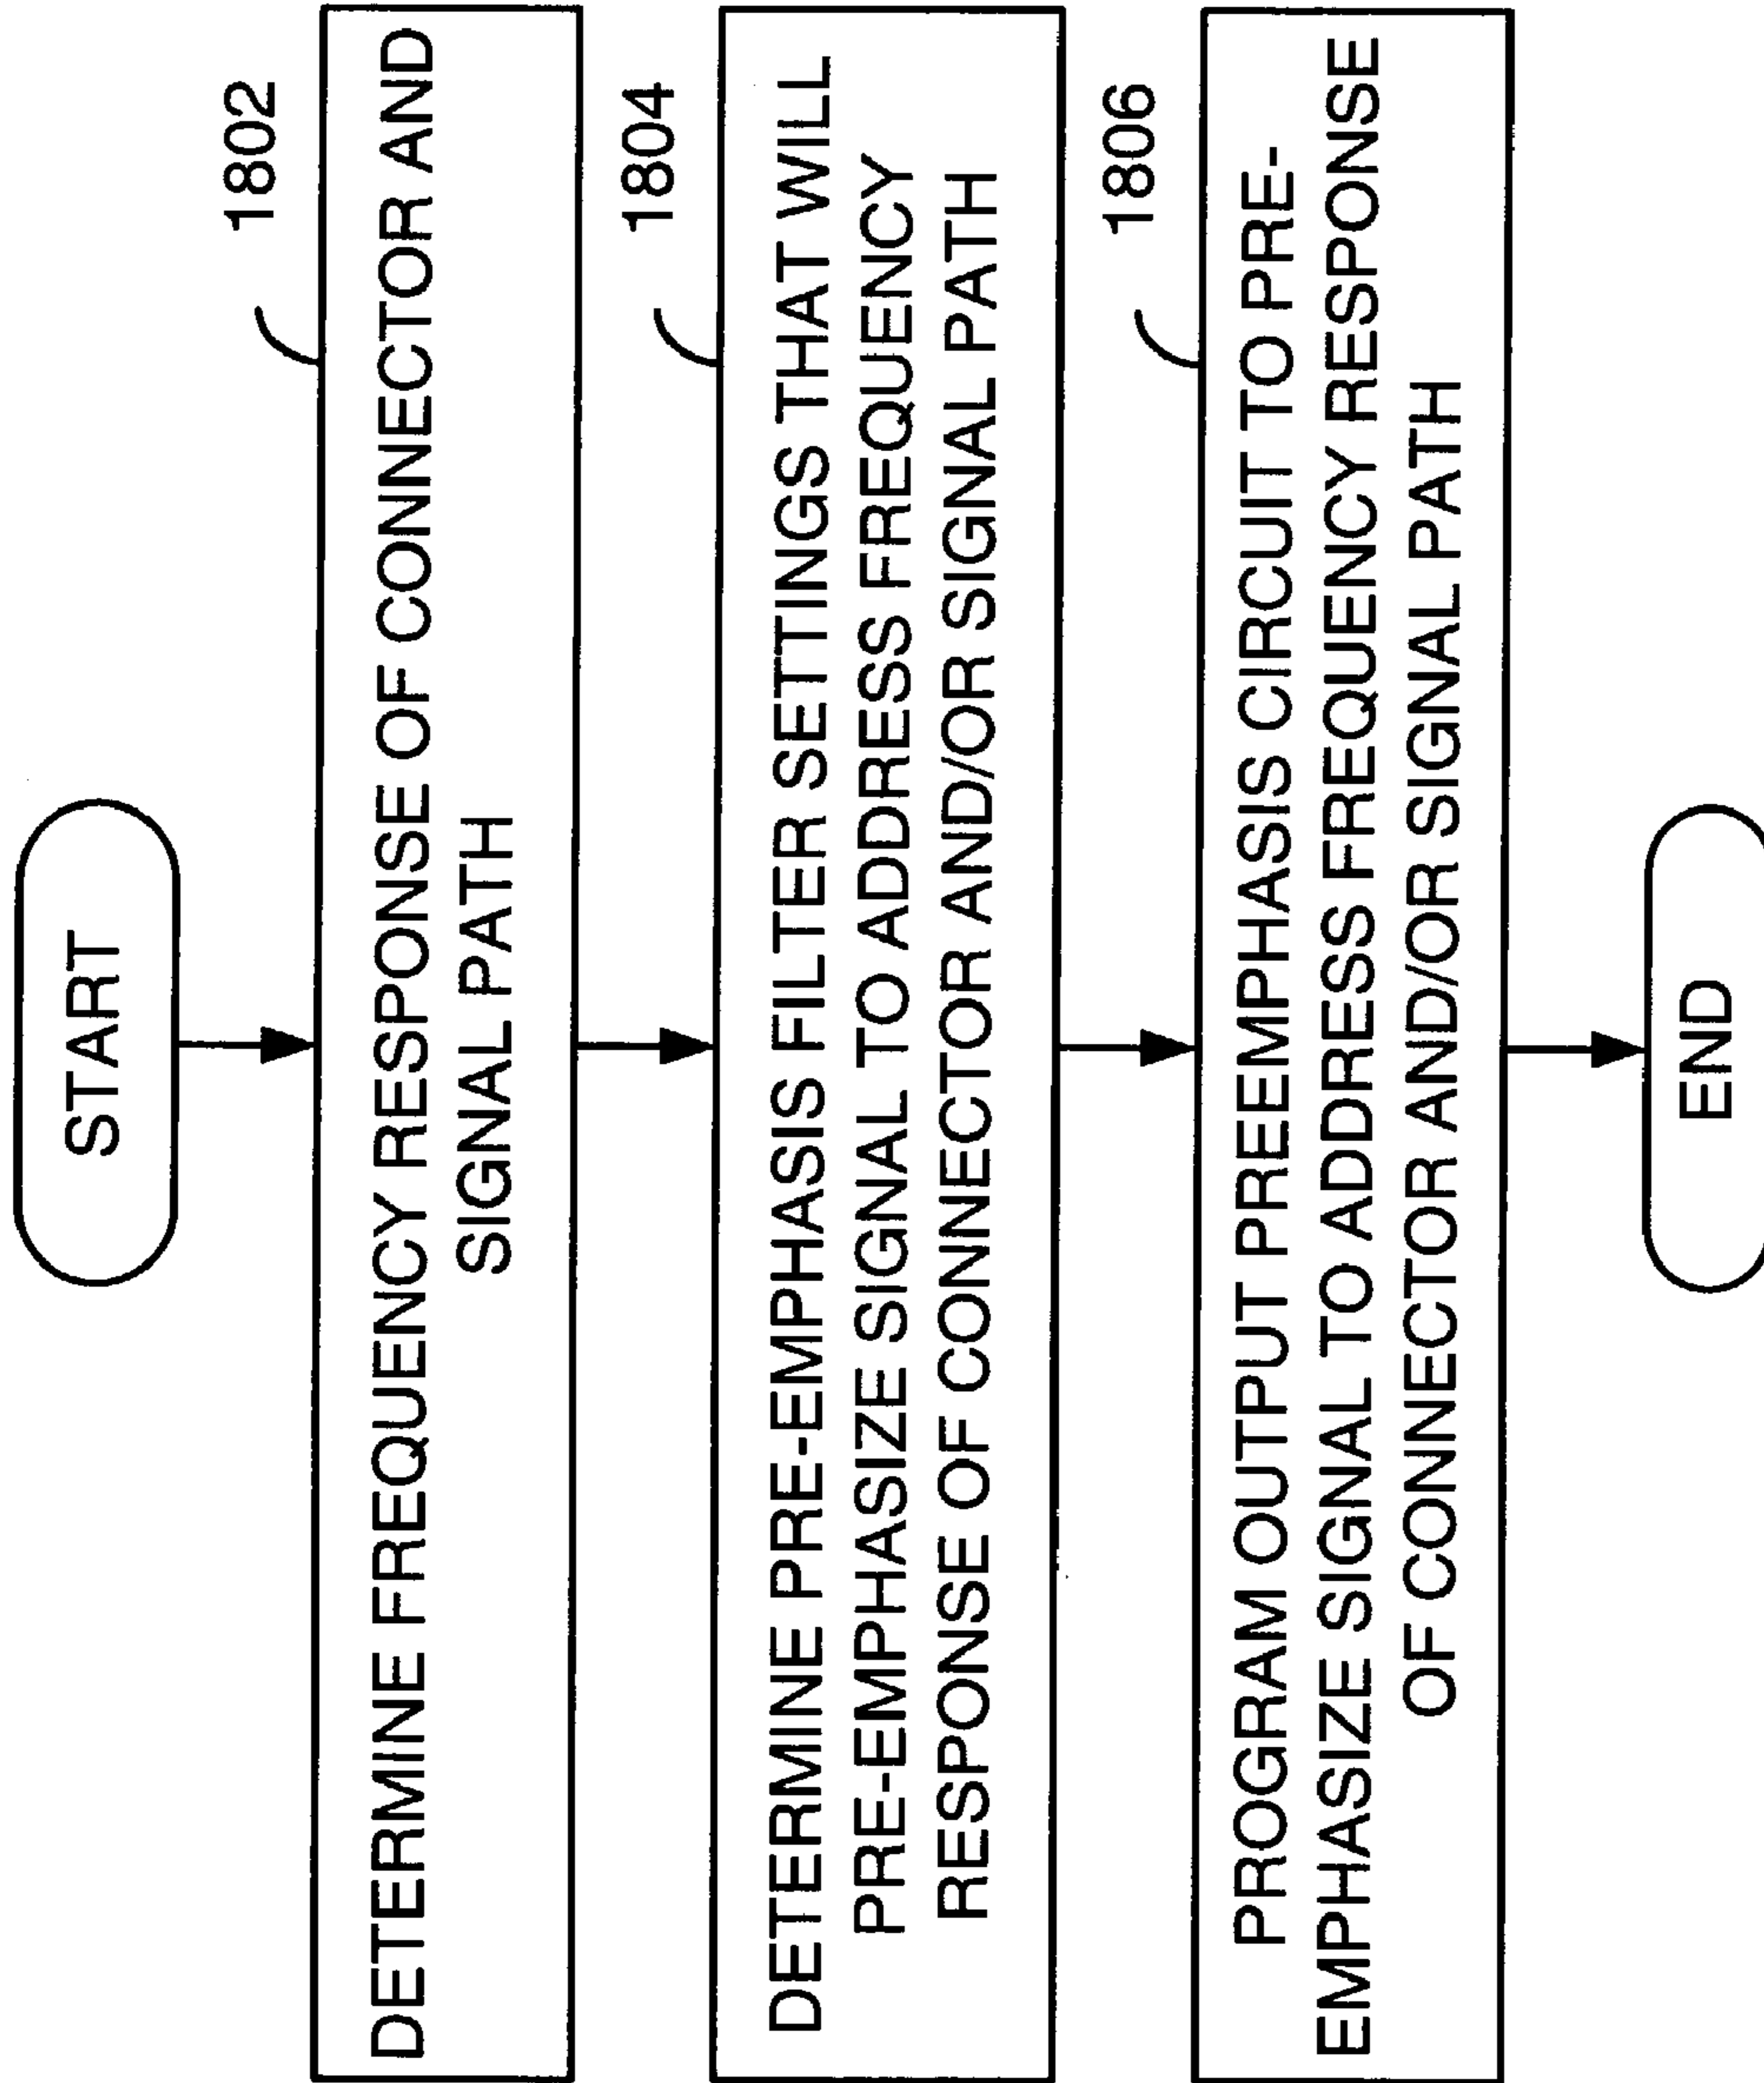 START
1802
DETERMINE FREQUENCY RESPONSE OF CONNECTOR AND
SIGNAL PATH
1804
DETERMINE PRE-EMPHASIS FILTER SETTINGS THAT WILL
PRE-EMPHASIZE SIGNAL TO ADDRESS FREQUENCY
RESPONSE OF CONNECTOR AND/OR SIGNAL PATH
1806
PROGRAM OUTPUT PREEMPHASIS CIRCUIT TO PRE-
EMPHASIZE SIGNAL TO ADDRESS FREQUENCY RESPONSE
OF CONNECTOR AND/OR SIGNAL PATH
END